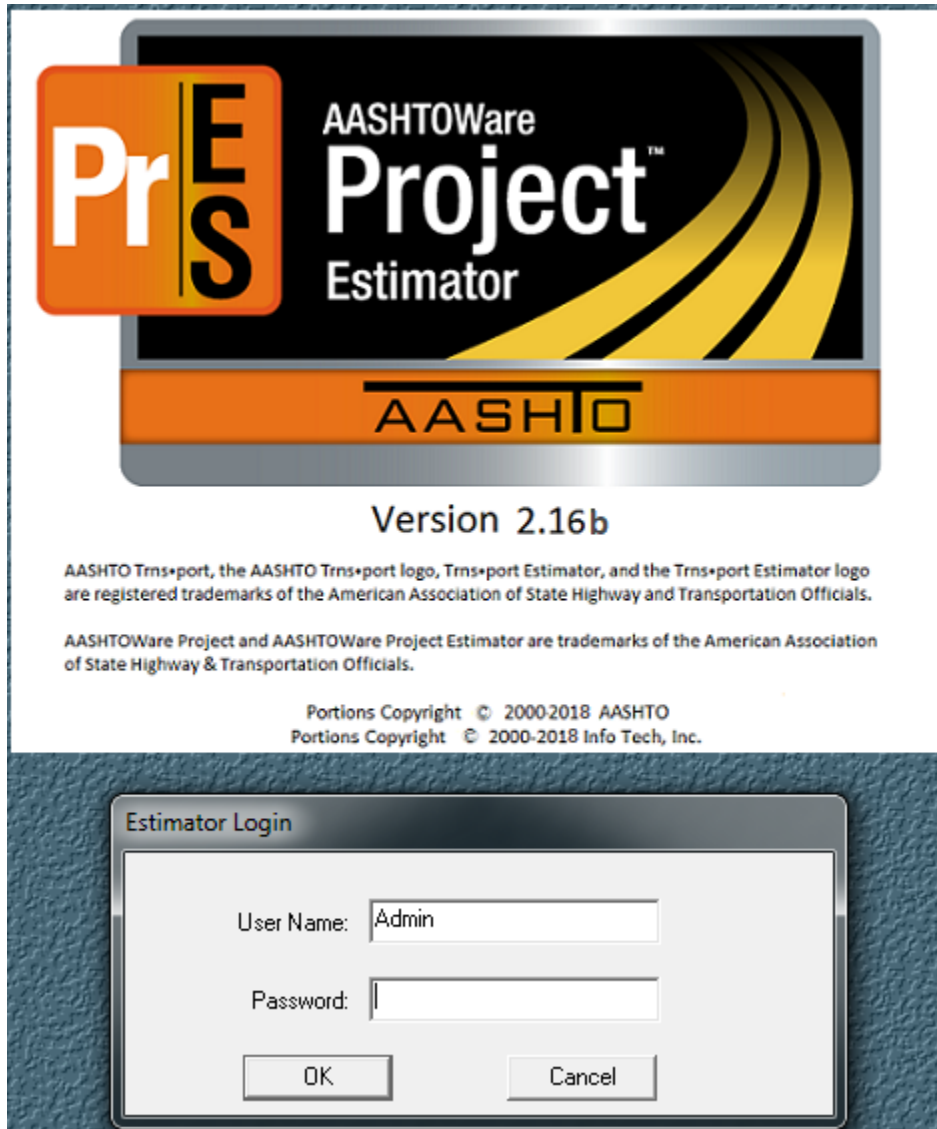 Pr
ES
AASHTOWare
Project™
Estimator
AASHTO
Version 2.16b
AASHTO Trns•port, the AASHTO Trns•port logo, Trns•port Estimator, and the Trns•port Estimator logo
are registered trademarks of the American Association of State Highway and Transportation Officials.
AASHTOWare Project and AASHTOWare Project Estimator are trademarks of the American Association
of State Highway & Transportation Officials.
Portions Copyright © 2000-2018 AASHTO
Portions Copyright © 2000-2018 Info Tech, Inc.
Estimator Login
User Name: Admin
Password:
OK Cancel